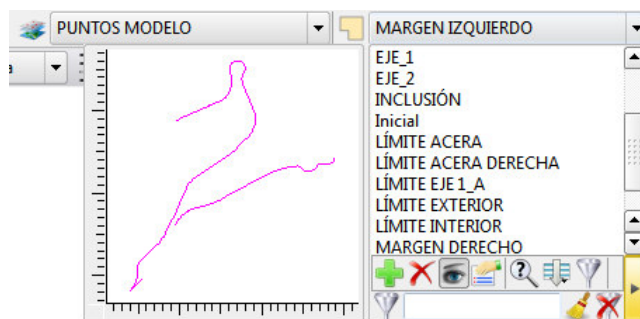 PUNTOS MODELO
MARGEN IZQUIERDO
a
EJE_1
EJE_2
INCLUSIÓN
Inicial
LÍMITE ACERA
LÍMITE ACERA DERECHA
LÍMITE EJE 1_A
LÍMITE EXTERIOR
LÍMITE INTERIOR
MARGEN DERECHO